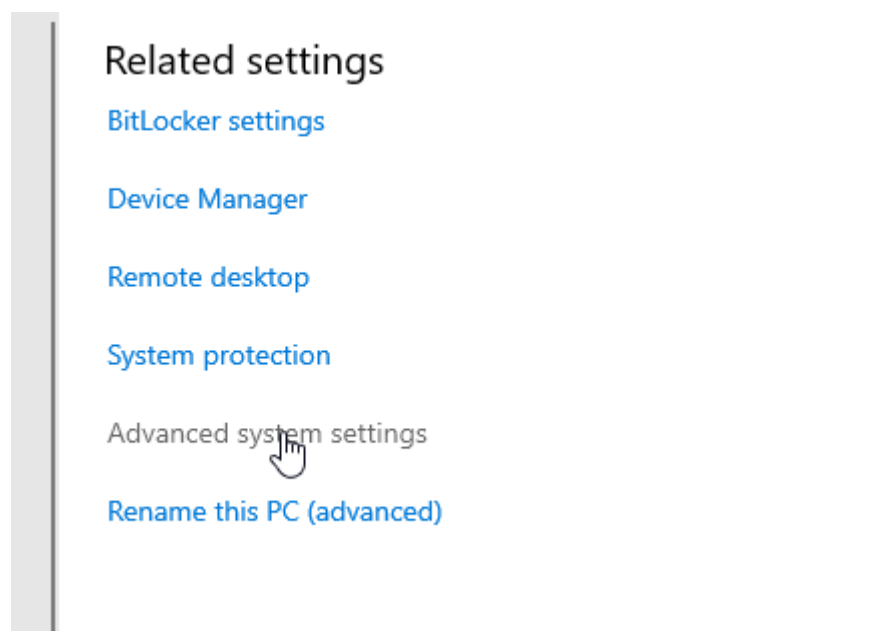 Related settings
BitLocker settings
Device Manager
Remote desktop
System protection
Advanced system settings
Rename this PC (advanced)